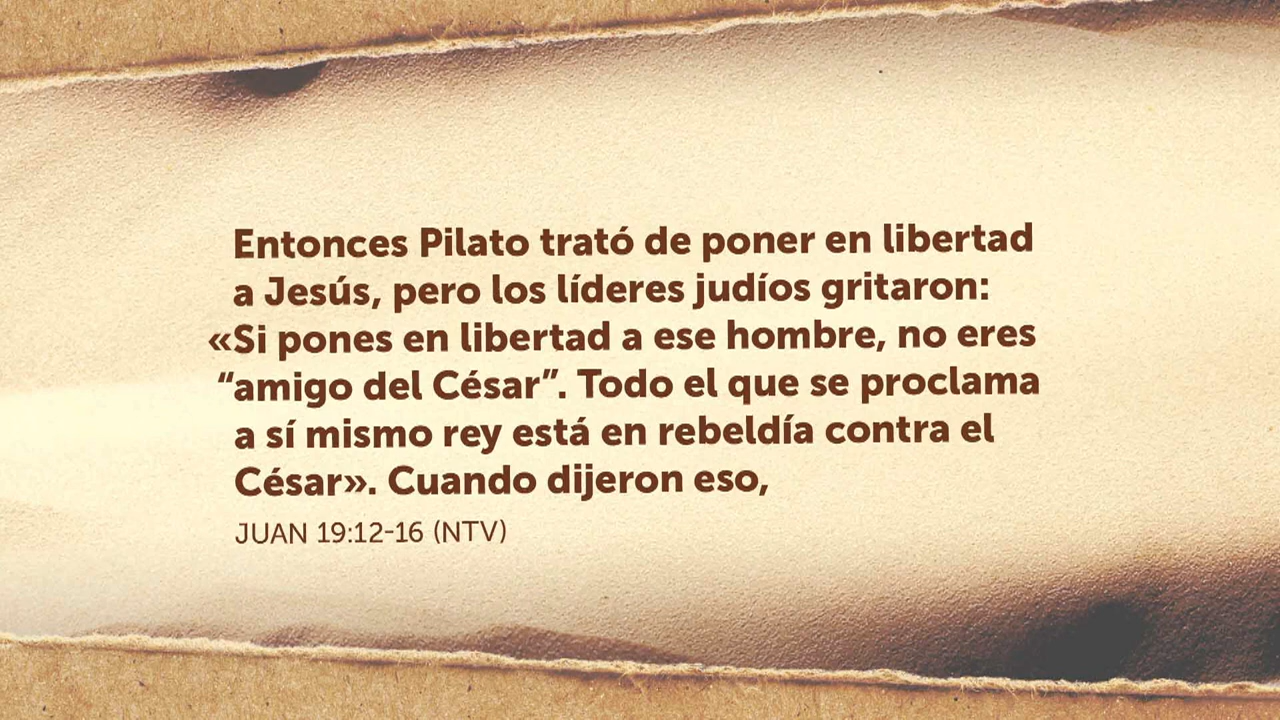 Entonces Pilato trató de poner en libertad
a Jesús, pero los líderes judíos gritaron:
«Si pones en libertad a ese hombre, no eres
“amigo del César”. Todo el que se proclama
a sí mismo rey está en rebeldía contra el
César». Cuando dijeron eso,
JUAN 19:12-16 (NTV)